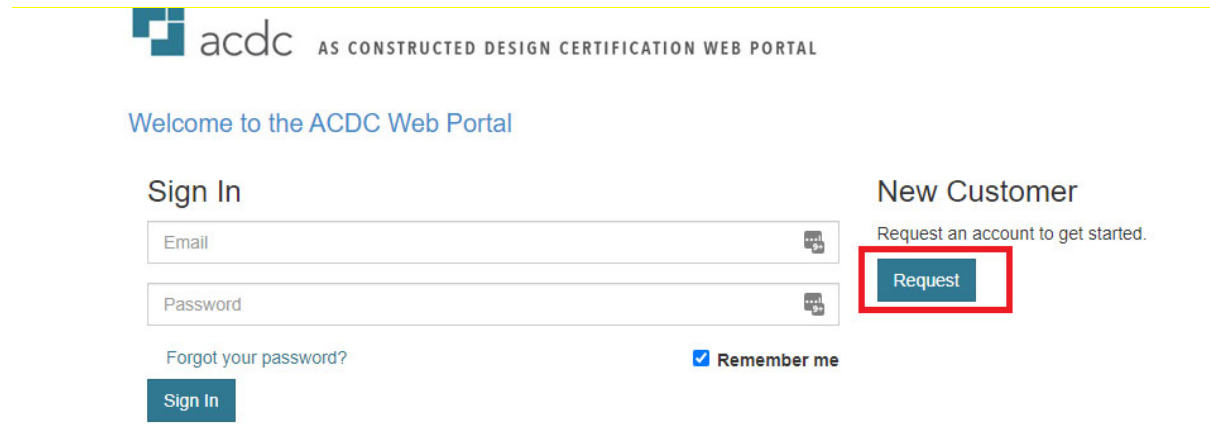 acdc AS CONSTRUCTED DESIGN CERTIFICATION WEB PORTAL
Welcome to the ACDC Web Portal
Sign In
Email
Password
Forgot your password?
Remember me
Sign In
New Customer
Request an account to get started.
Request